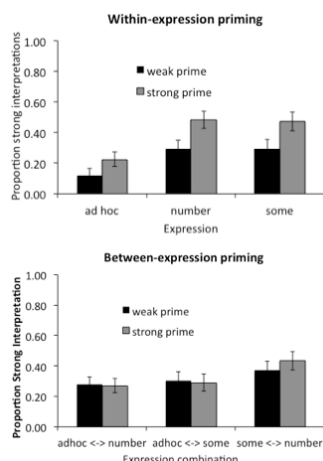 Within-expression priming
Proportion strong interpretations
1.00
0.80
0.60
0.40
0.20
0.00
weak prime
strong prime
ad hoc number some
Expression
Between-expression priming
Proportion Strong Interpretation
1.00
0.80
0.60
0.40
0.20
0.00
weak prime
strong prime
adhoc <-> number adhoc <-> some some <-> number
Expression combination